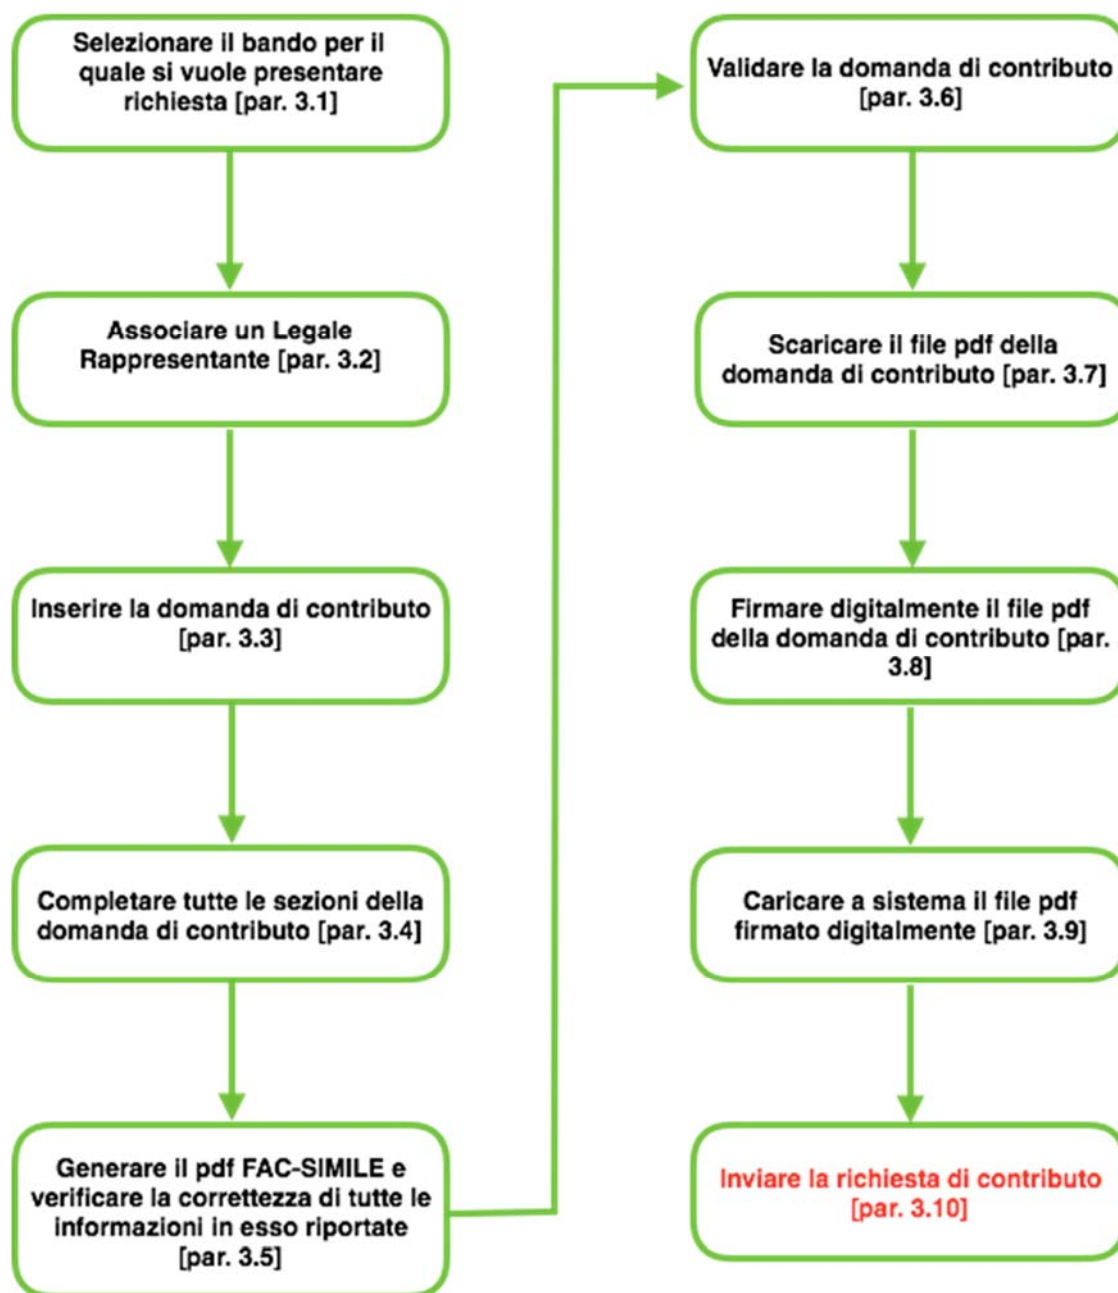 Selezionare il bando per il
quale si vuole presentare
richiesta [par. 3.1]
Associare un Legale
Rappresentante [par. 3.2]
Inserire la domanda di contributo
[par. 3.3]
Completare tutte le sezioni della
domanda di contributo [par. 3.4]
Generare il pdf FAC-SIMILE e
verificare la correttezza di tutte le
informazioni in esso riportate
[par. 3.5]
Validare la domanda di contributo
[par. 3.6]
Scaricare il file pdf della
domanda di contributo [par. 3.7]
Firmare digitalmente il file pdf
della domanda di contributo [par.
3.8]
Caricare a sistema il file pdf
firmato digitalmente [par. 3.9]
Inviare la richiesta di contributo
[par. 3.10]